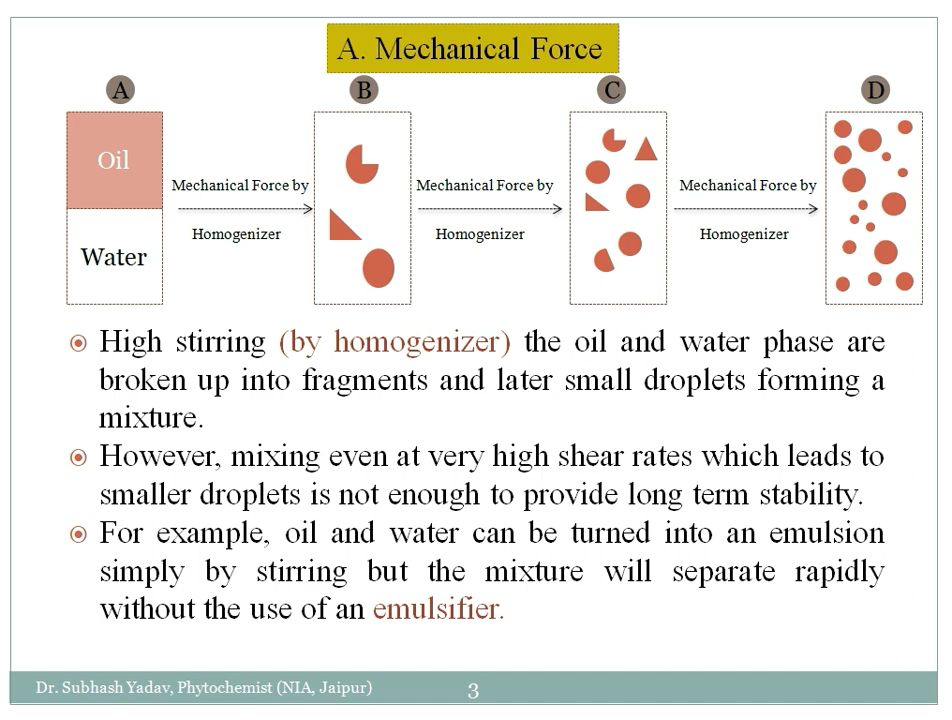 A. Mechanical Force
A
B
C
D
Oil
Water
Mechanical Force by
Homogenizer
Mechanical Force by
Homogenizer
Mechanical Force by
Homogenizer
High stirring (by homogenizer) the oil and water phase are
broken up into fragments and later small droplets forming a
mixture.
However, mixing even at very high shear rates which leads to
smaller droplets is not enough to provide long term stability.
For example, oil and water can be turned into an emulsion
simply by stirring but the mixture will separate rapidly
without the use of an emulsifier.
Dr. Subhash Yadav, Phytochemist (NIA, Jaipur)
3